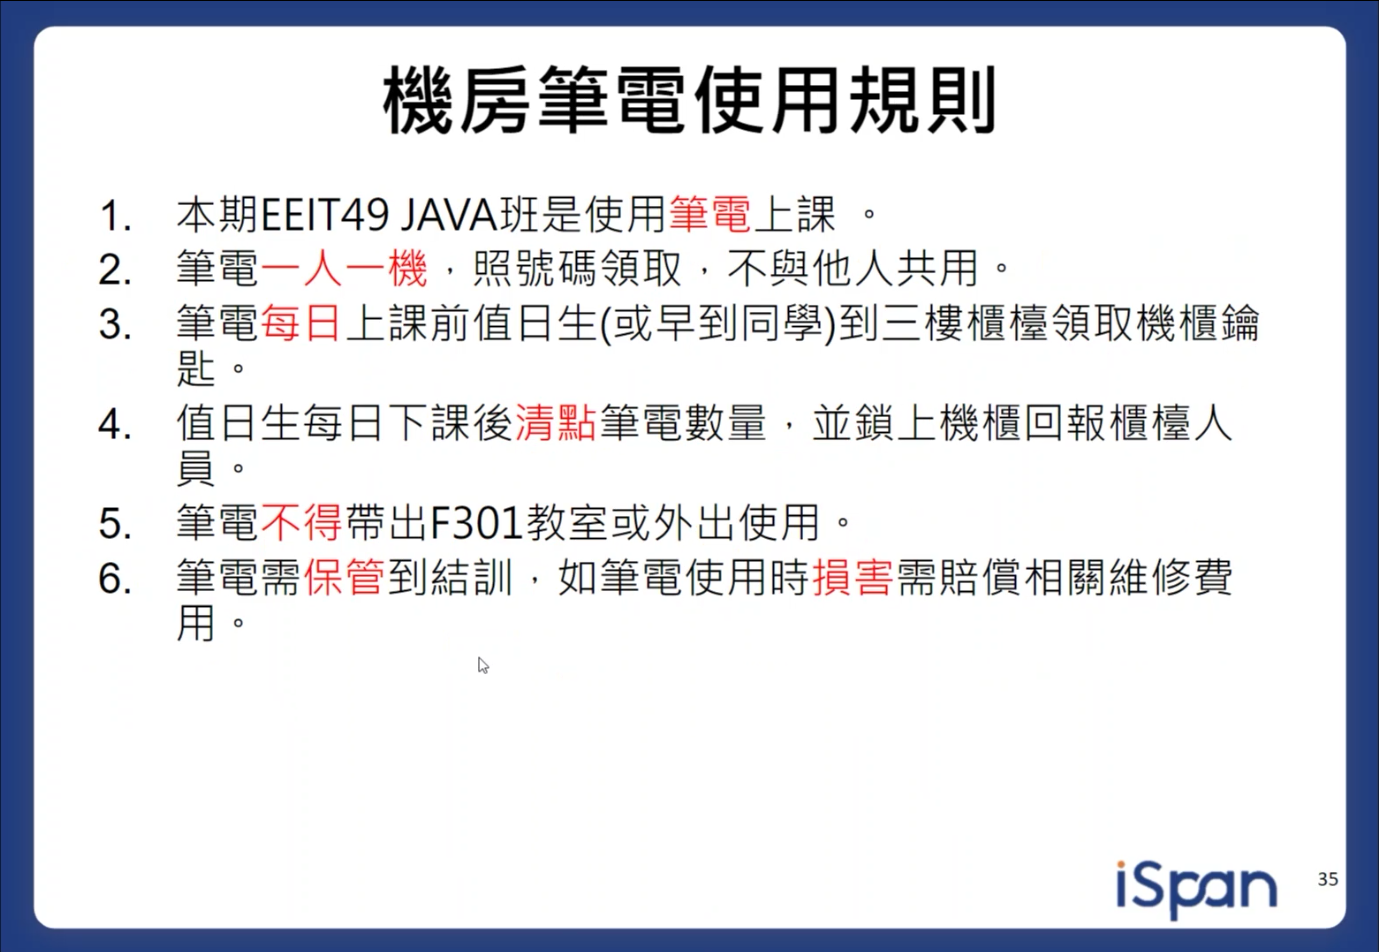 機房筆電使用規則
1. 本期EEIT49 JAVA班是使用筆電上課 。
2. 筆電一人一機，照號碼領取，不與他人共用。
3. 筆電每日上課前值日生(或早到同學)到三樓櫃檯領取機櫃鑰
匙。
4. 值日生每日下課後清點筆電數量，並鎖上機櫃回報櫃檯人
員。
5. 筆電不得帶出F301教室或外出使用。
6. 筆電需保管到結訓，如筆電使用時損害需賠償相關維修費
用。
iSpan
35